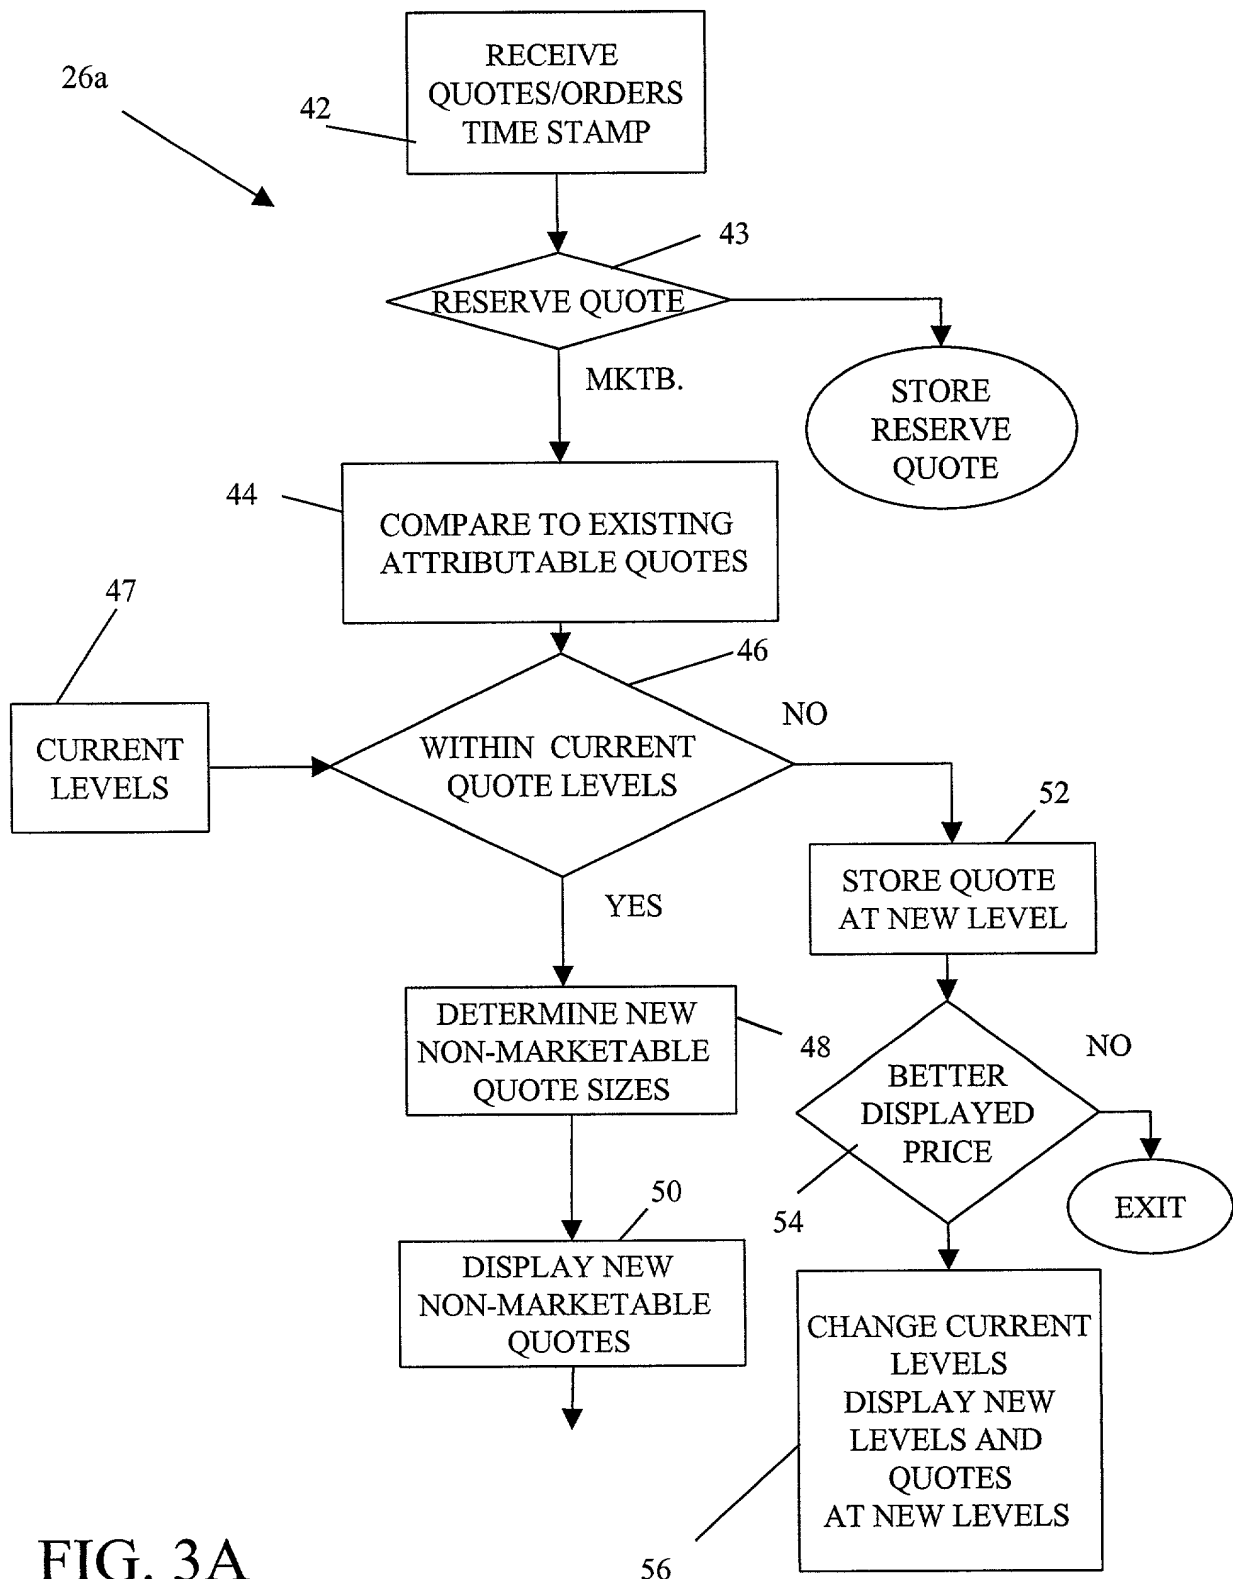 RECEIVE
QUOTES/ORDERS
TIME STAMP
26a
42
43
RESERVE QUOTE
MKTB.
STORE
RESERVE
QUOTE
44
COMPARE TO EXISTING
ATTRIBUTABLE QUOTES
47
46
CURRENT
LEVELS
WITHIN CURRENT
QUOTE LEVELS
NO
YES
52
STORE QUOTE
AT NEW LEVEL
DETERMINE NEW
NON-MARKETABLE
QUOTE SIZES
48
BETTER
DISPLAYED
PRICE
NO
54
EXIT
50
DISPLAY NEW
NON-MARKETABLE
QUOTES
CHANGE CURRENT
LEVELS
DISPLAY NEW
LEVELS AND
QUOTES
AT NEW LEVELS
56
FIG. 3A